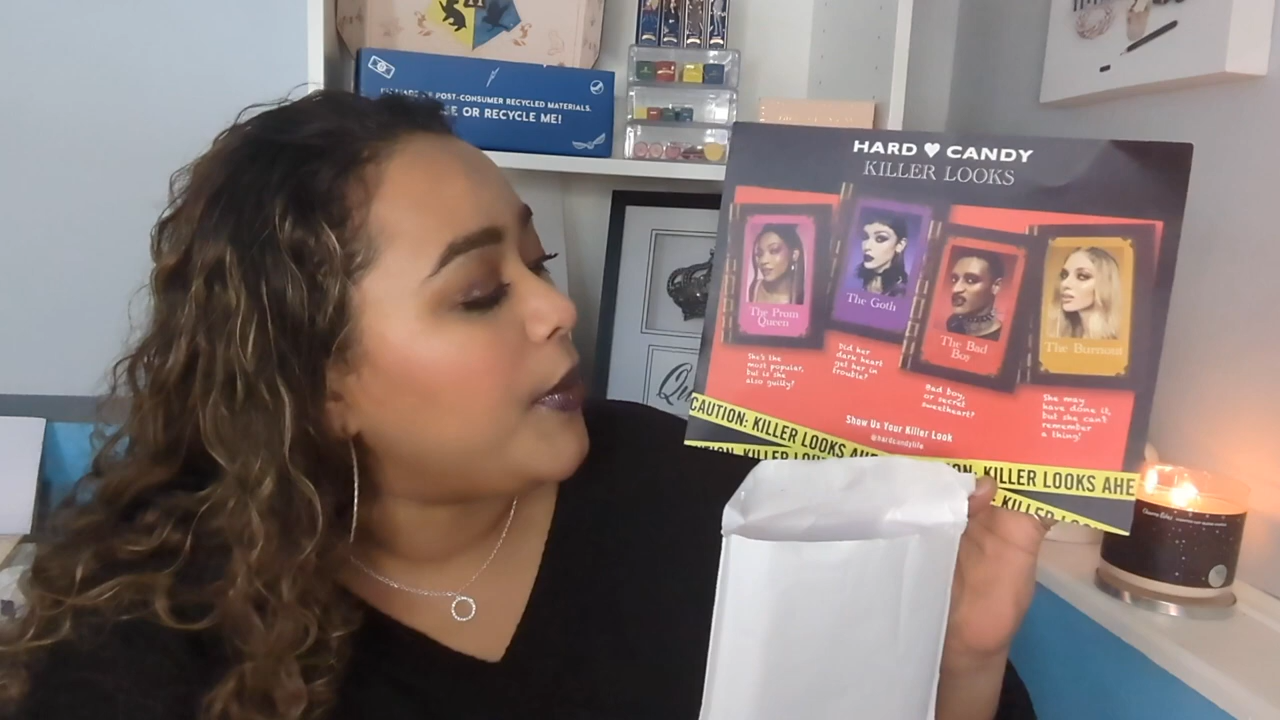 POST-CONSUMER RECYCLED MATERIALS.
OR RECYCLE ME!
HARD CANDY
KILLER LOOKS
The Prom
Queen
The Goth
The Bad
Boy
The Burnout
She's the
most popular,
but is she
also guilty?
Did her
dark heart
get her in
trouble?
Bad boy,
or secret
sweetheart?
She may
have done it,
but she can't
remember
a thing!
Show Us Your Killer Look
@hardcandylife
CAUTION: KILLER LOOKS
KILLER LOOKS AHE
KILLER